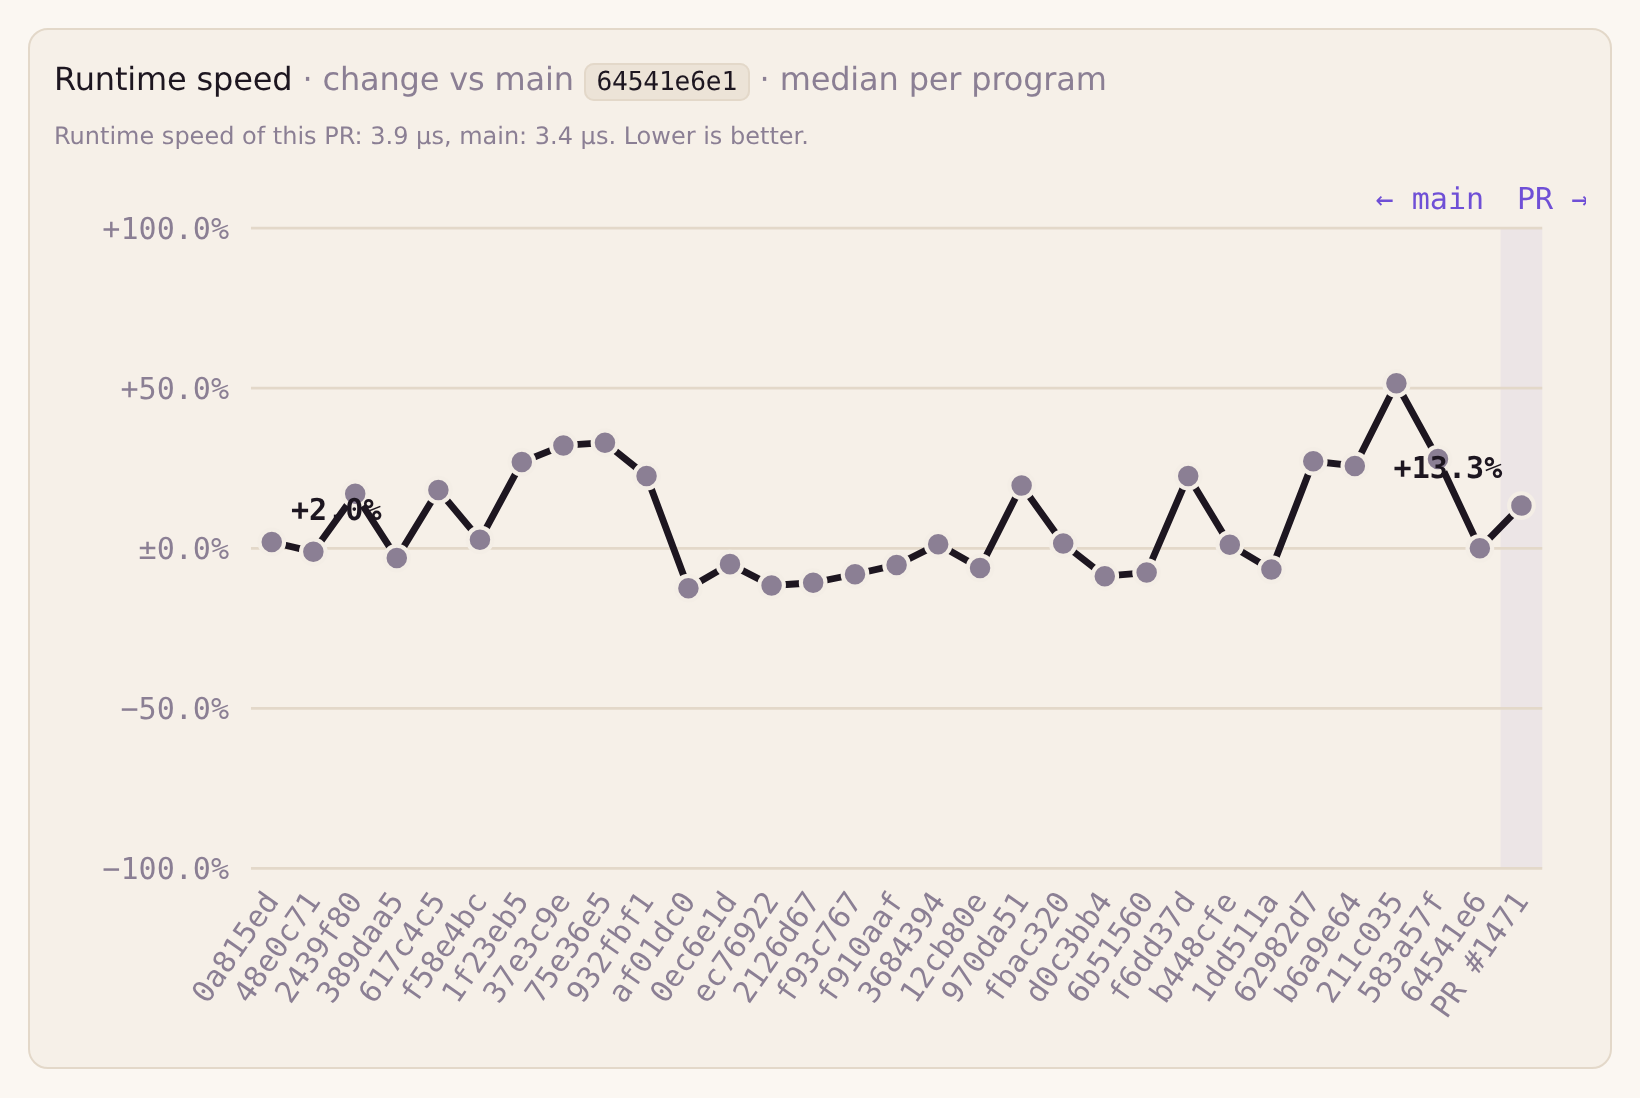 Runtime speed · change vs main 64541e6e1 · median per program
Runtime speed of this PR: 3.9 µs, main: 3.4 µs. Lower is better.
← main PR →
+100.0%
+50.0%
±0.0%
−50.0%
−100.0%
+2.0%
+13.3%
0a815ed
48e0c71
2439f80
389daa5
617c4c5
f58e4bc
1f23eb5
37e3c9e
75e36e5
932fbf1
af01dc0
0ec6e1d
ec76922
2126d67
f93c767
f910aaf
3684394
12cb80e
970da51
fbac320
d0c3bb4
6b51560
f6dd37d
b448cfe
1dd511a
62982d7
b6a9e64
211c035
583a57f
64541e6
PR #1471